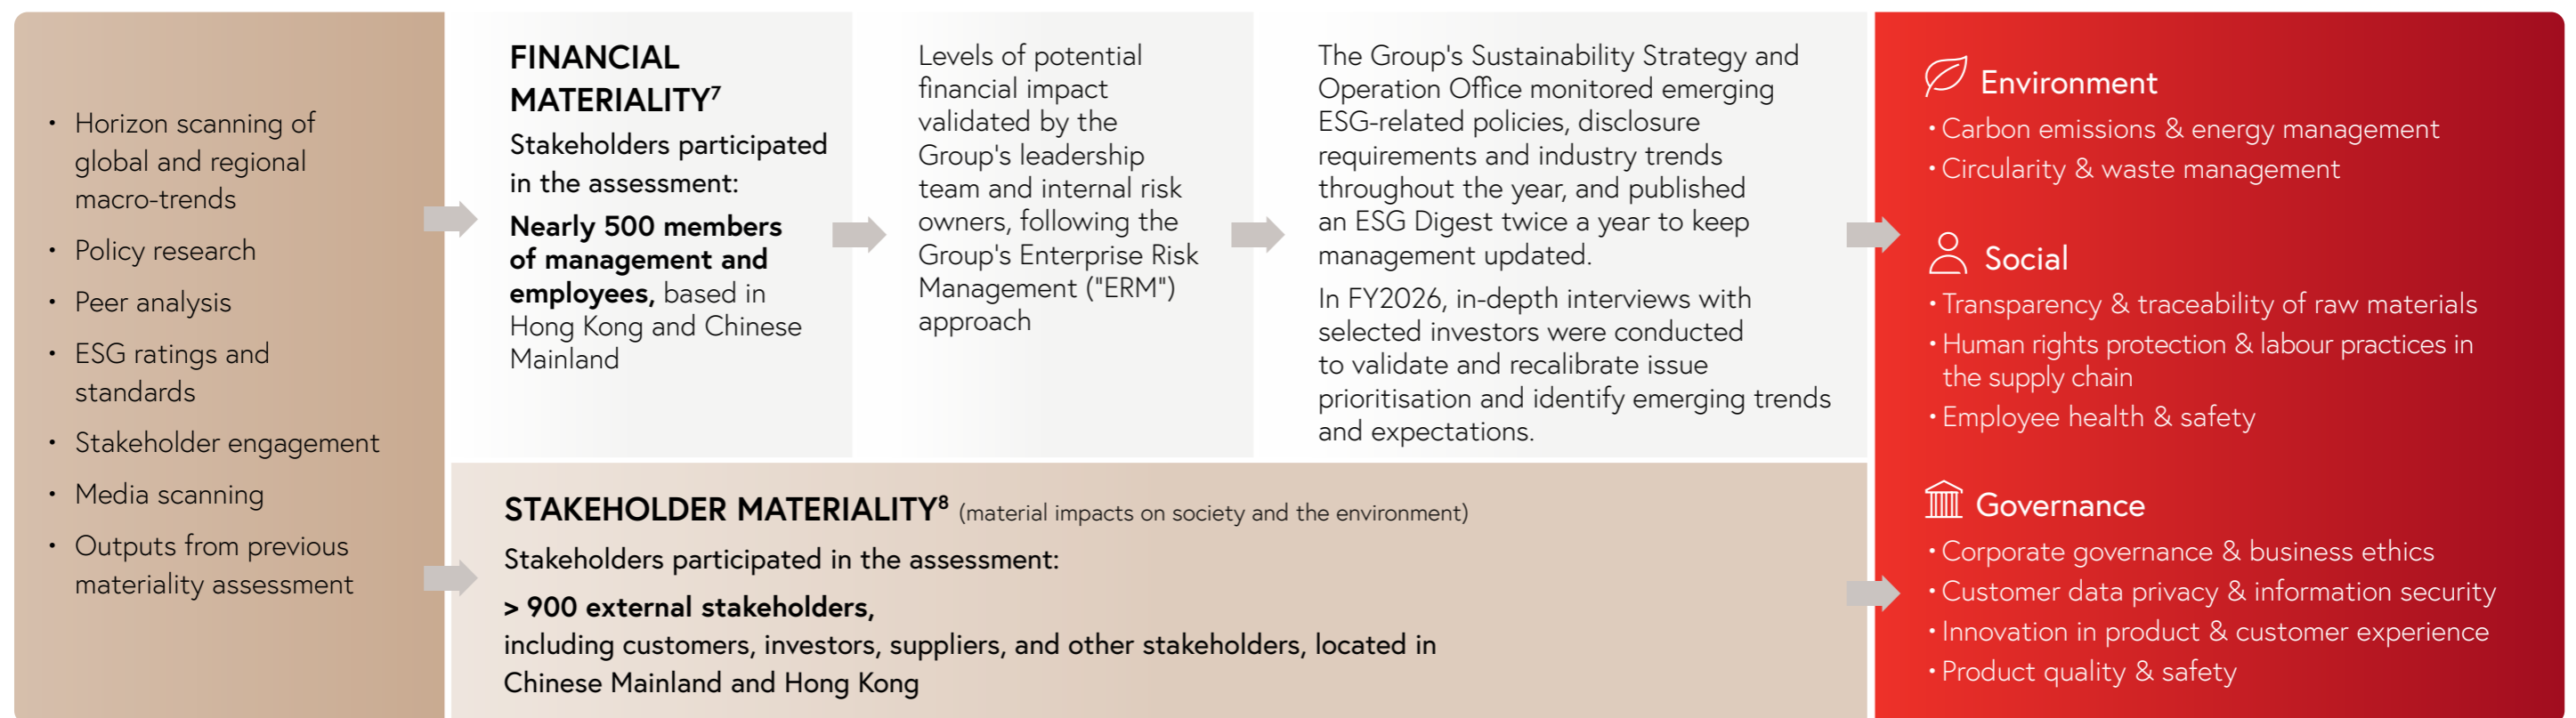 • Horizon scanning of
global and regional
macro-trends
• Policy research
• Peer analysis
• ESG ratings and
standards
• Stakeholder engagement
• Media scanning
• Outputs from previous
materiality assessment
FINANCIAL
MATERIALITY⁷
Stakeholders participated
in the assessment:
Nearly 500 members
of management and
employees, based in
Hong Kong and Chinese
Mainland
Levels of potential
financial impact
validated by the
Group's leadership
team and internal risk
owners, following the
Group's Enterprise Risk
Management ("ERM")
approach
The Group's Sustainability Strategy and
Operation Office monitored emerging
ESG-related policies, disclosure
requirements and industry trends
throughout the year, and published
an ESG Digest twice a year to keep
management updated.
In FY2026, in-depth interviews with
selected investors were conducted
to validate and recalibrate issue
prioritisation and identify emerging trends
and expectations.
STAKEHOLDER MATERIALITY⁸ (material impacts on society and the environment)
Stakeholders participated in the assessment:
> 900 external stakeholders,
including customers, investors, suppliers, and other stakeholders, located in
Chinese Mainland and Hong Kong
Environment
• Carbon emissions & energy management
• Circularity & waste management
Social
• Transparency & traceability of raw materials
• Human rights protection & labour practices in
the supply chain
• Employee health & safety
Governance
• Corporate governance & business ethics
• Customer data privacy & information security
• Innovation in product & customer experience
• Product quality & safety